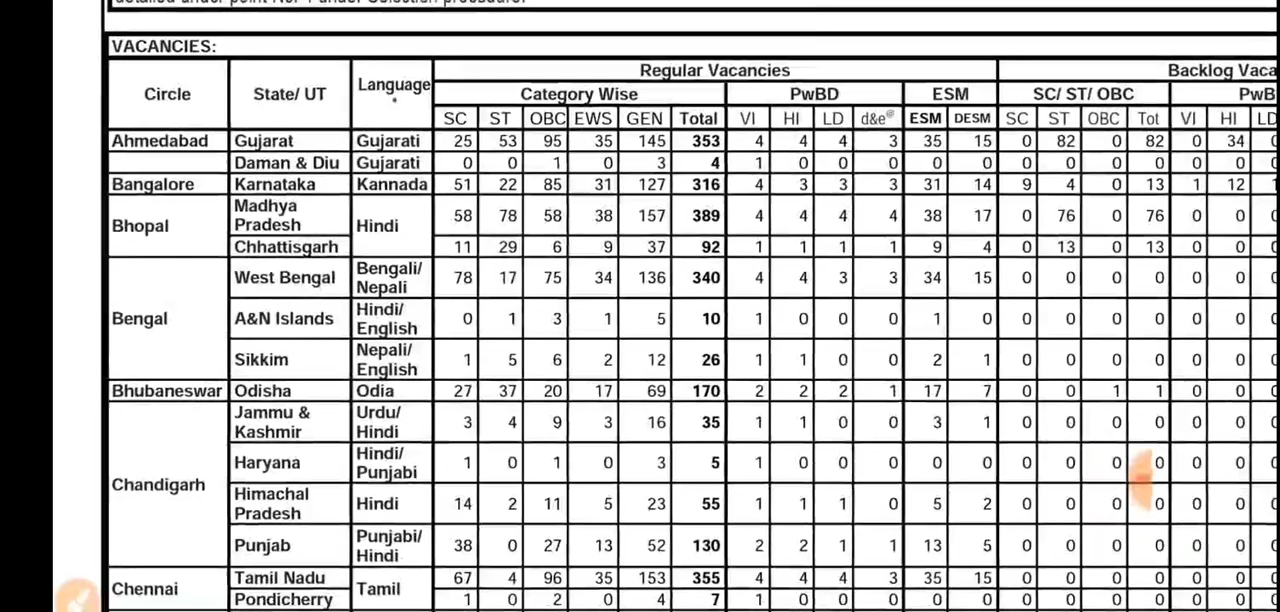 VACANCIES:
Circle State/ UT Language * Regular Vacancies Backlog
Category Wise PwBD ESM SC/ ST/ OBC
SC ST OBC EWS GEN Total VI HI LD d&e@ ESM DESM SC ST OBC Tot VI HI LD
Ahmedabad Gujarat Gujarati 25 53 95 35 145 353 4 4 4 3 35 15 0 82 0 82 0 34
Daman & Diu Gujarati 0 0 1 0 3 4 1 0 0 0 0 0 0 0 0 0 0 0
Bangalore Karnataka Kannada 51 22 85 31 127 316 4 3 3 3 31 14 9 4 0 13 1 12
Bhopal Madhya Pradesh Hindi 58 78 58 38 157 389 4 4 4 4 38 17 0 76 0 76 0 0
Chhattisgarh 11 29 6 9 37 92 1 1 1 1 9 4 0 13 0 13 0 0
Bengal West Bengal Bengali/ Nepali 78 17 75 34 136 340 4 4 3 3 34 15 0 0 0 0 0 0
A&N Islands Hindi/ English 0 1 3 1 5 10 1 0 0 0 1 0 0 0 0 0 0 0
Sikkim Nepali/ English 1 5 6 2 12 26 1 1 0 0 2 1 0 0 0 0 0 0
Bhubaneswar Odisha Odia 27 37 20 17 69 170 2 2 2 1 17 7 0 0 1 1 0 0
Chandigarh Jammu & Kashmir Urdu/ Hindi 3 4 9 3 16 35 1 1 0 0 3 1 0 0 0 0 0 0
Haryana Hindi/ Punjabi 1 0 1 0 3 5 1 0 0 0 0 0 0 0 0 0 0 0
Himachal Pradesh Hindi 14 2 11 5 23 55 1 1 1 0 5 2 0 0 0 0 0 0
Punjab Punjabi/ Hindi 38 0 27 13 52 130 2 2 1 1 13 5 0 0 0 0 0 0
Chennai Tamil Nadu Tamil 67 4 96 35 153 355 4 4 4 3 35 15 0 0 0 0 0 0
Pondicherry 1 0 2 0 4 7 1 0 0 0 0 0 0 0 0 0 0 0